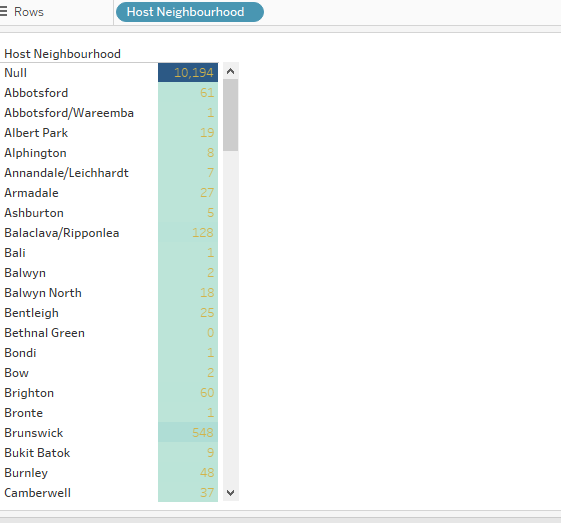 Rows Host Neighbourhood
Host Neighbourhood
Null 10,194
Abbotsford 61
Abbotsford/Wareemba 1
Albert Park 19
Alphington 8
Annandale/Leichhardt 7
Armadale 27
Ashburton 5
Balaclava/Ripponlea 128
Bali 1
Balwyn 2
Balwyn North 18
Bentleigh 25
Bethnal Green 0
Bondi 1
Bow 2
Brighton 60
Bronte 1
Brunswick 548
Bukit Batok 9
Burnley 48
Camberwell 37